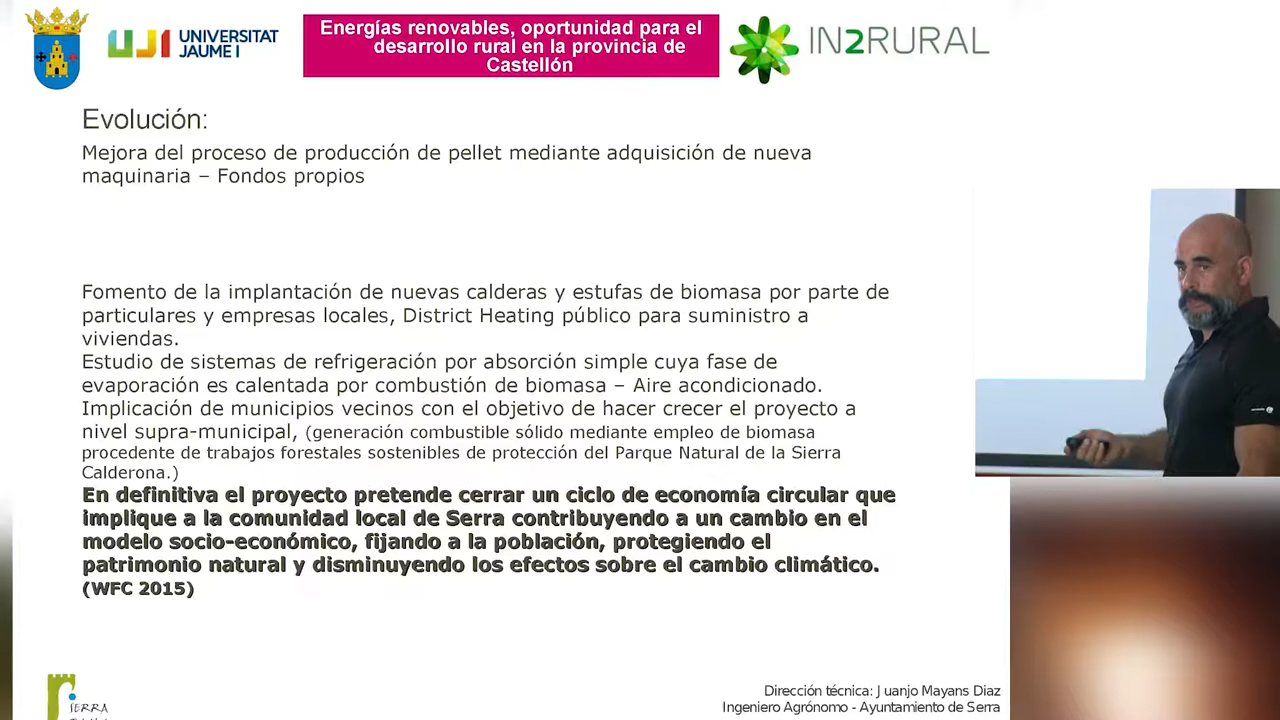 UJI UNIVERSITAT
JAUME I
Energías renovables, oportunidad para el
desarrollo rural en la provincia de
Castellón
IN2RURAL
Evolución:
Mejora del proceso de producción de pellet mediante adquisición de nueva
maquinaria – Fondos propios
Fomento de la implantación de nuevas calderas y estufas de biomasa por parte de
particulares y empresas locales, District Heating público para suministro a
viviendas.
Estudio de sistemas de refrigeración por absorción simple cuya fase de
evaporación es calentada por combustión de biomasa – Aire acondicionado.
Implicación de municipios vecinos con el objetivo de hacer crecer el proyecto a
nivel supra-municipal, (generación combustible sólido mediante empleo de biomasa
procedente de trabajos forestales sostenibles de protección del Parque Natural de la Sierra
Calderona.)
En definitiva el proyecto pretende cerrar un ciclo de economía circular que
implique a la comunidad local de Serra contribuyendo a un cambio en el
modelo socio-económico, fijando a la población, protegiendo el
patrimonio natural y disminuyendo los efectos sobre el cambio climático.
(WFC 2015)
SERRA
Dirección técnica: Juanjo Mayans Diaz
Ingeniero Agrónomo - Ayuntamiento de Serra